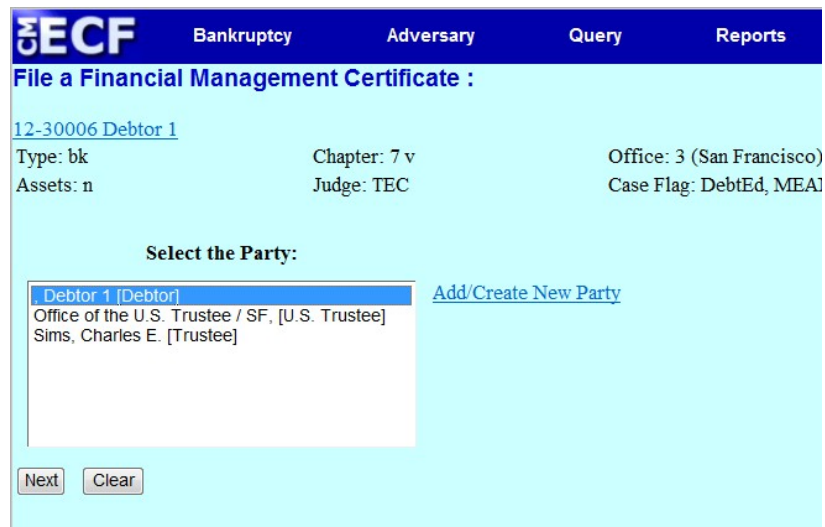 CM ECF Bankruptcy Adversary Query Reports
File a Financial Management Certificate :
12-30006 Debtor 1
Type: bk Chapter: 7 v Office: 3 (San Francisco)
Assets: n Judge: TEC Case Flag: DebtEd, MEAN
Select the Party:
, Debtor 1 [Debtor] Add/Create New Party
Office of the U.S. Trustee / SF, [U.S. Trustee]
Sims, Charles E. [Trustee]
Next Clear